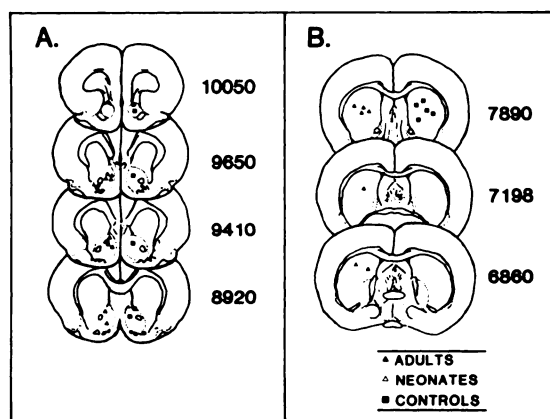 A.
10050
9650
9410
8920
B.
7890
7198
6860
▲ ADULTS
△ NEONATES
■ CONTROLS